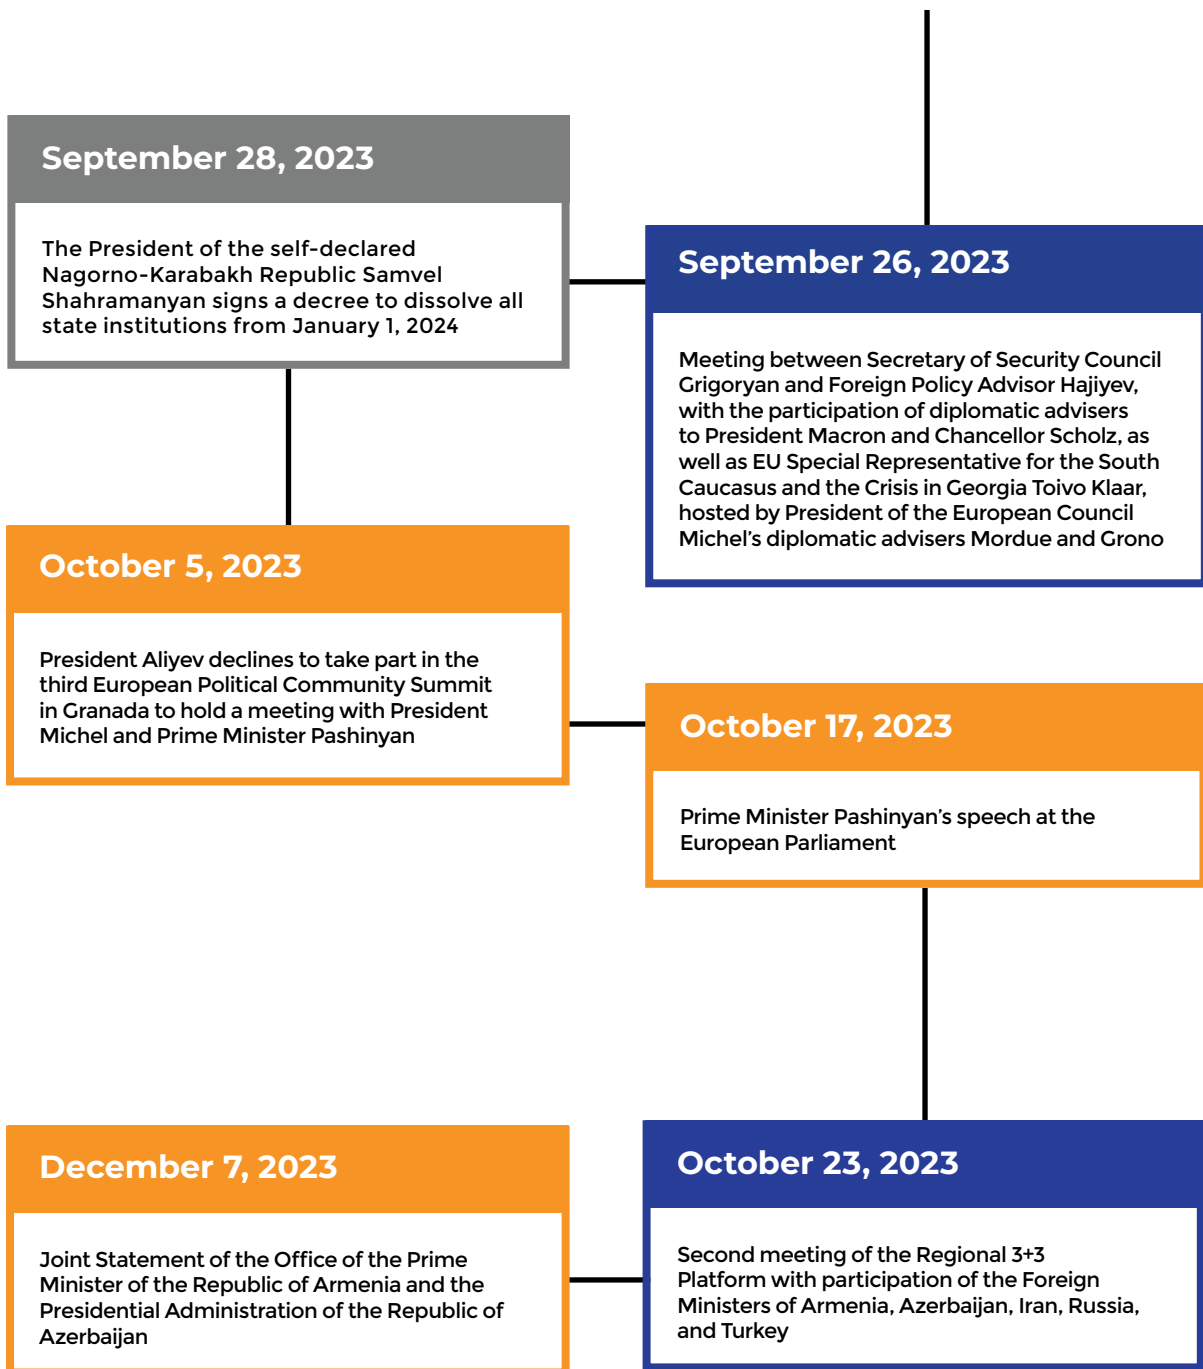 September 28, 2023
The President of the self-declared
Nagorno-Karabakh Republic Samvel
Shahramanyan signs a decree to dissolve all
state institutions from January 1, 2024
September 26, 2023
Meeting between Secretary of Security Council
Grigoryan and Foreign Policy Advisor Hajiyev,
with the participation of diplomatic advisers
to President Macron and Chancellor Scholz, as
well as EU Special Representative for the South
Caucasus and the Crisis in Georgia Toivo Klaar,
hosted by President of the European Council
Michel’s diplomatic advisers Mordue and Grono
October 5, 2023
President Aliyev declines to take part in the
third European Political Community Summit
in Granada to hold a meeting with President
Michel and Prime Minister Pashinyan
October 17, 2023
Prime Minister Pashinyan’s speech at the
European Parliament
December 7, 2023
Joint Statement of the Office of the Prime
Minister of the Republic of Armenia and the
Presidential Administration of the Republic of
Azerbaijan
October 23, 2023
Second meeting of the Regional 3+3
Platform with participation of the Foreign
Ministers of Armenia, Azerbaijan, Iran, Russia,
and Turkey